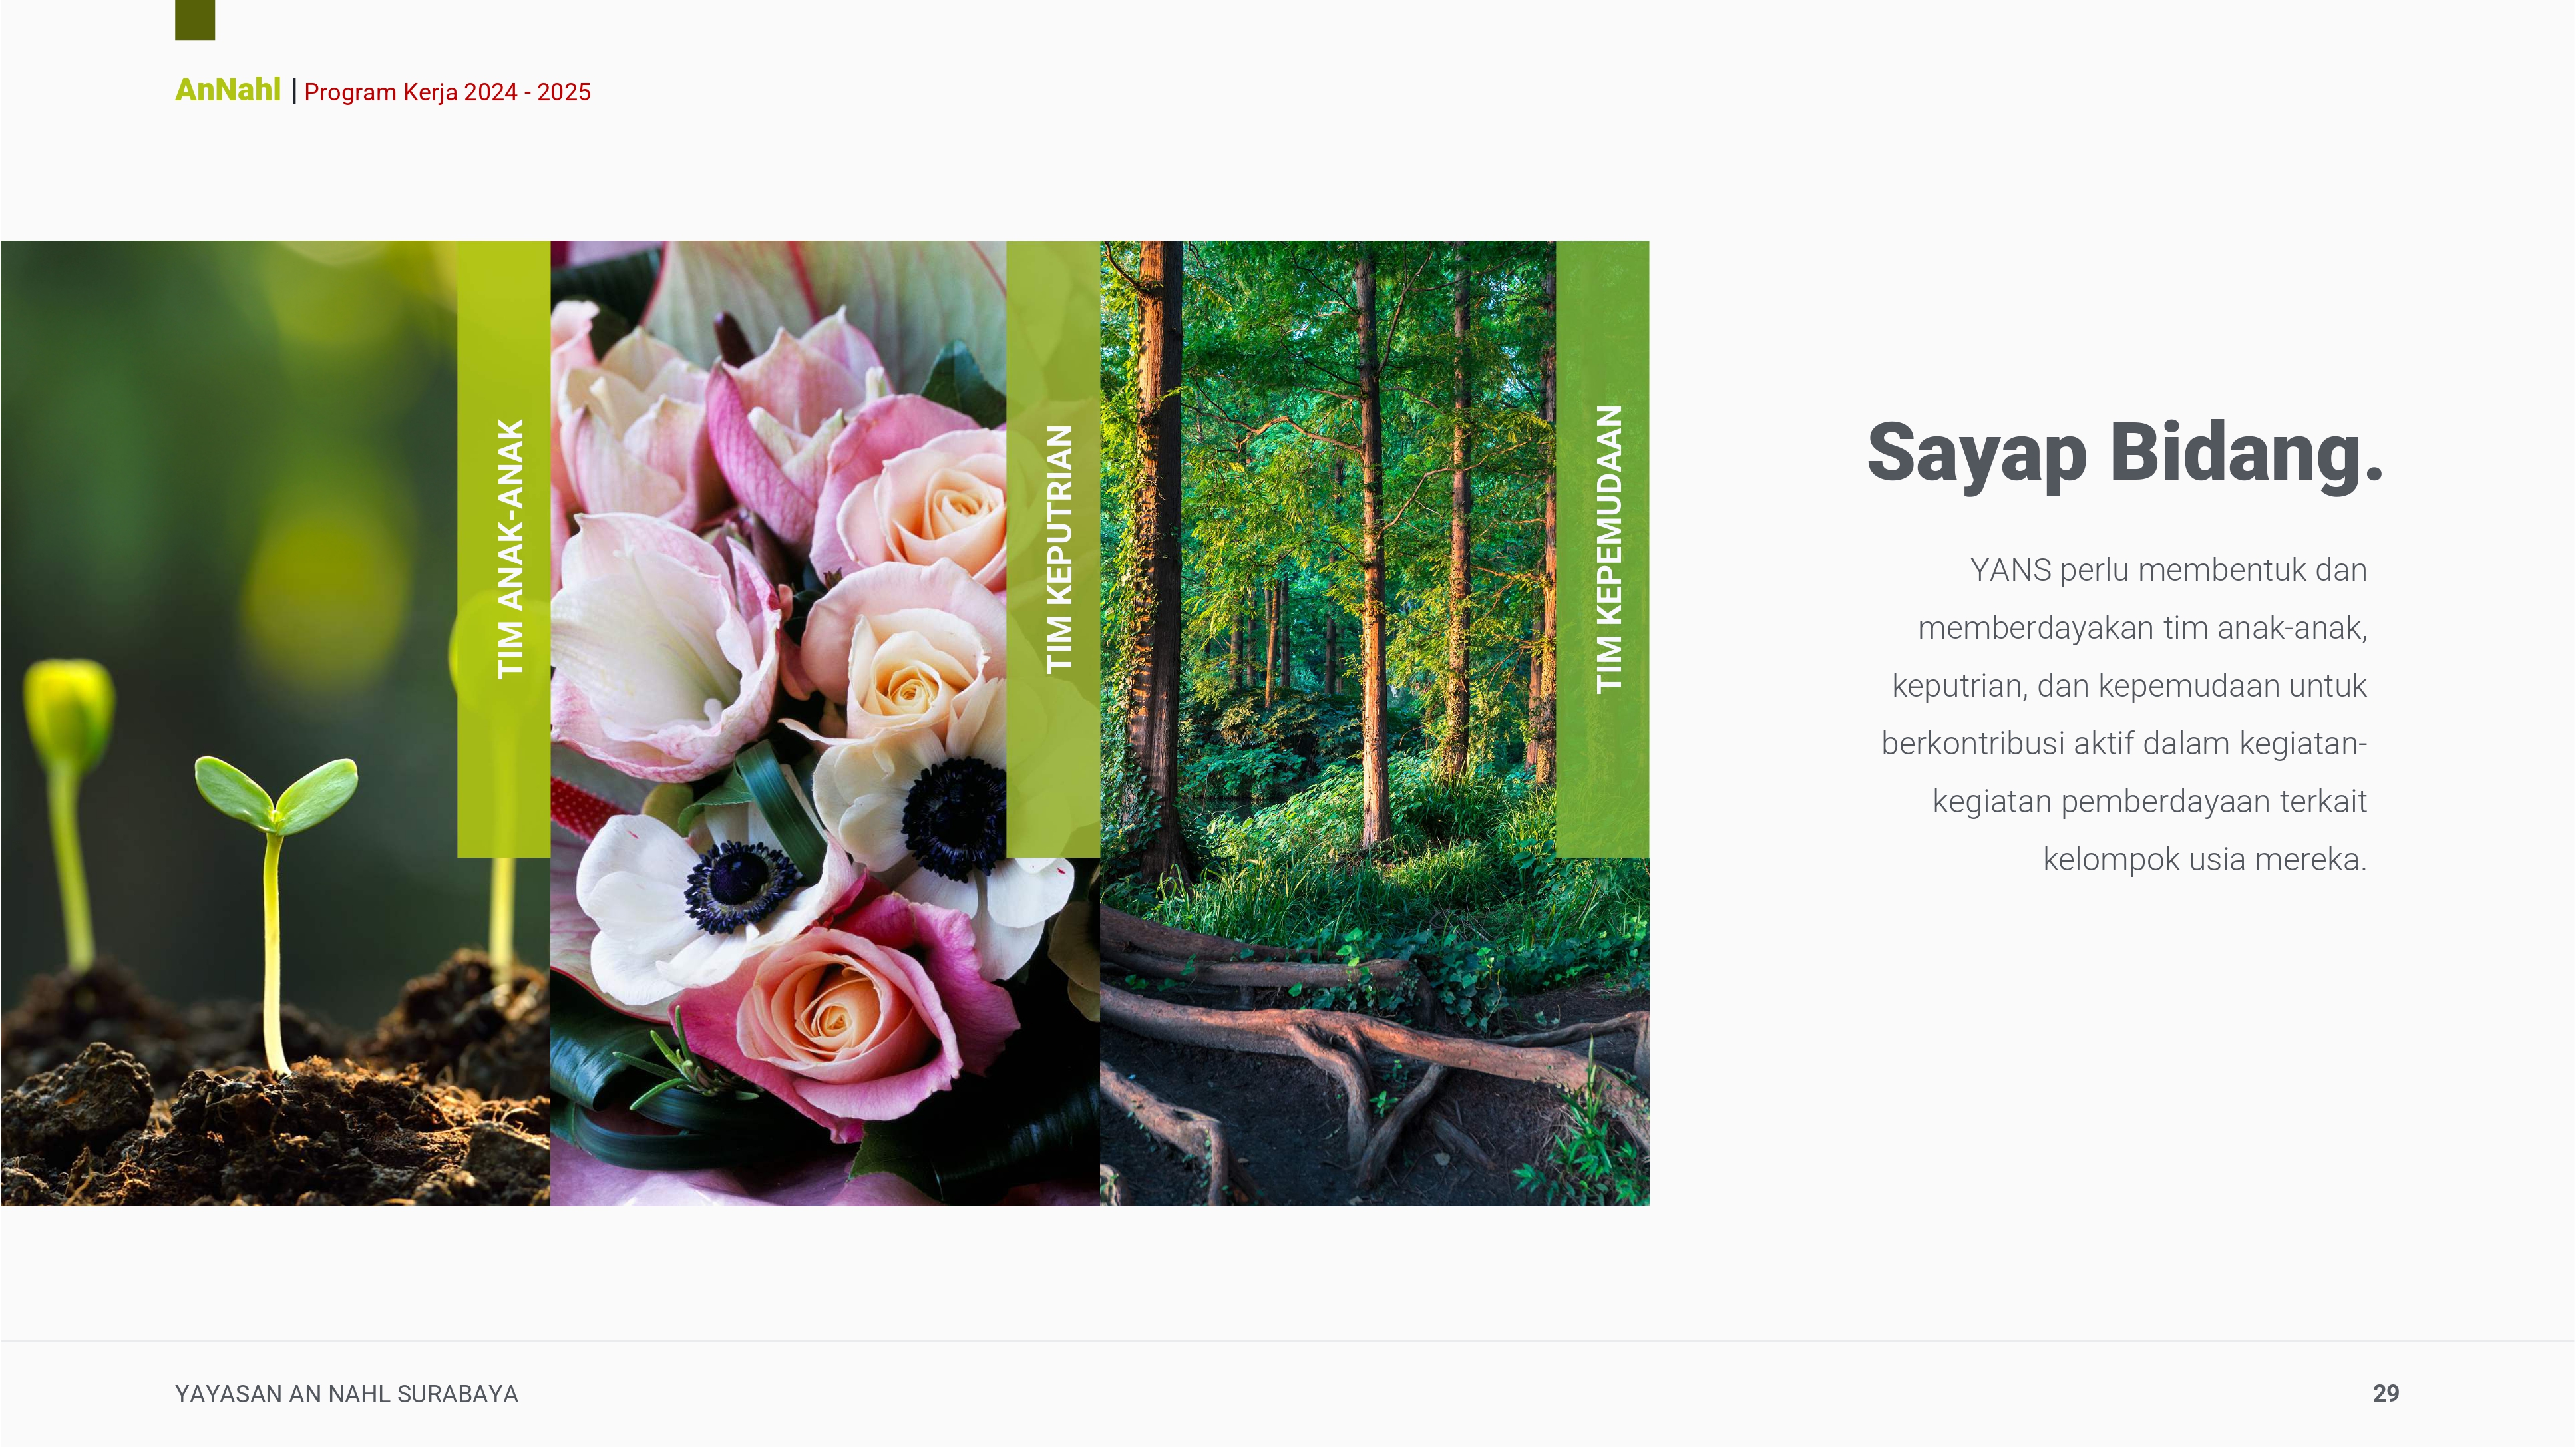 AnNahl | Program Kerja 2024 - 2025
TIM ANAK-ANAK
TIM KEPUTRIAN
TIM KEPEMUDAAN
Sayap Bidang.
YANS perlu membentuk dan
memberdayakan tim anak-anak,
keputrian, dan kepemudaan untuk
berkontribusi aktif dalam kegiatan-
kegiatan pemberdayaan terkait
kelompok usia mereka.
YAYASAN AN NAHL SURABAYA
29